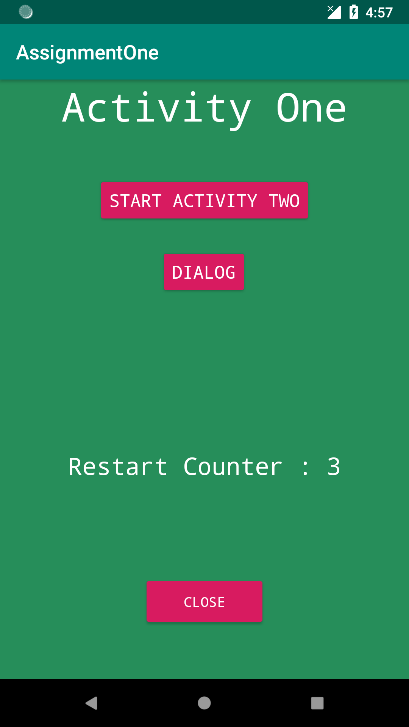 4:57
AssignmentOne
Activity One
START ACTIVITY TWO
DIALOG
Restart Counter : 3
CLOSE